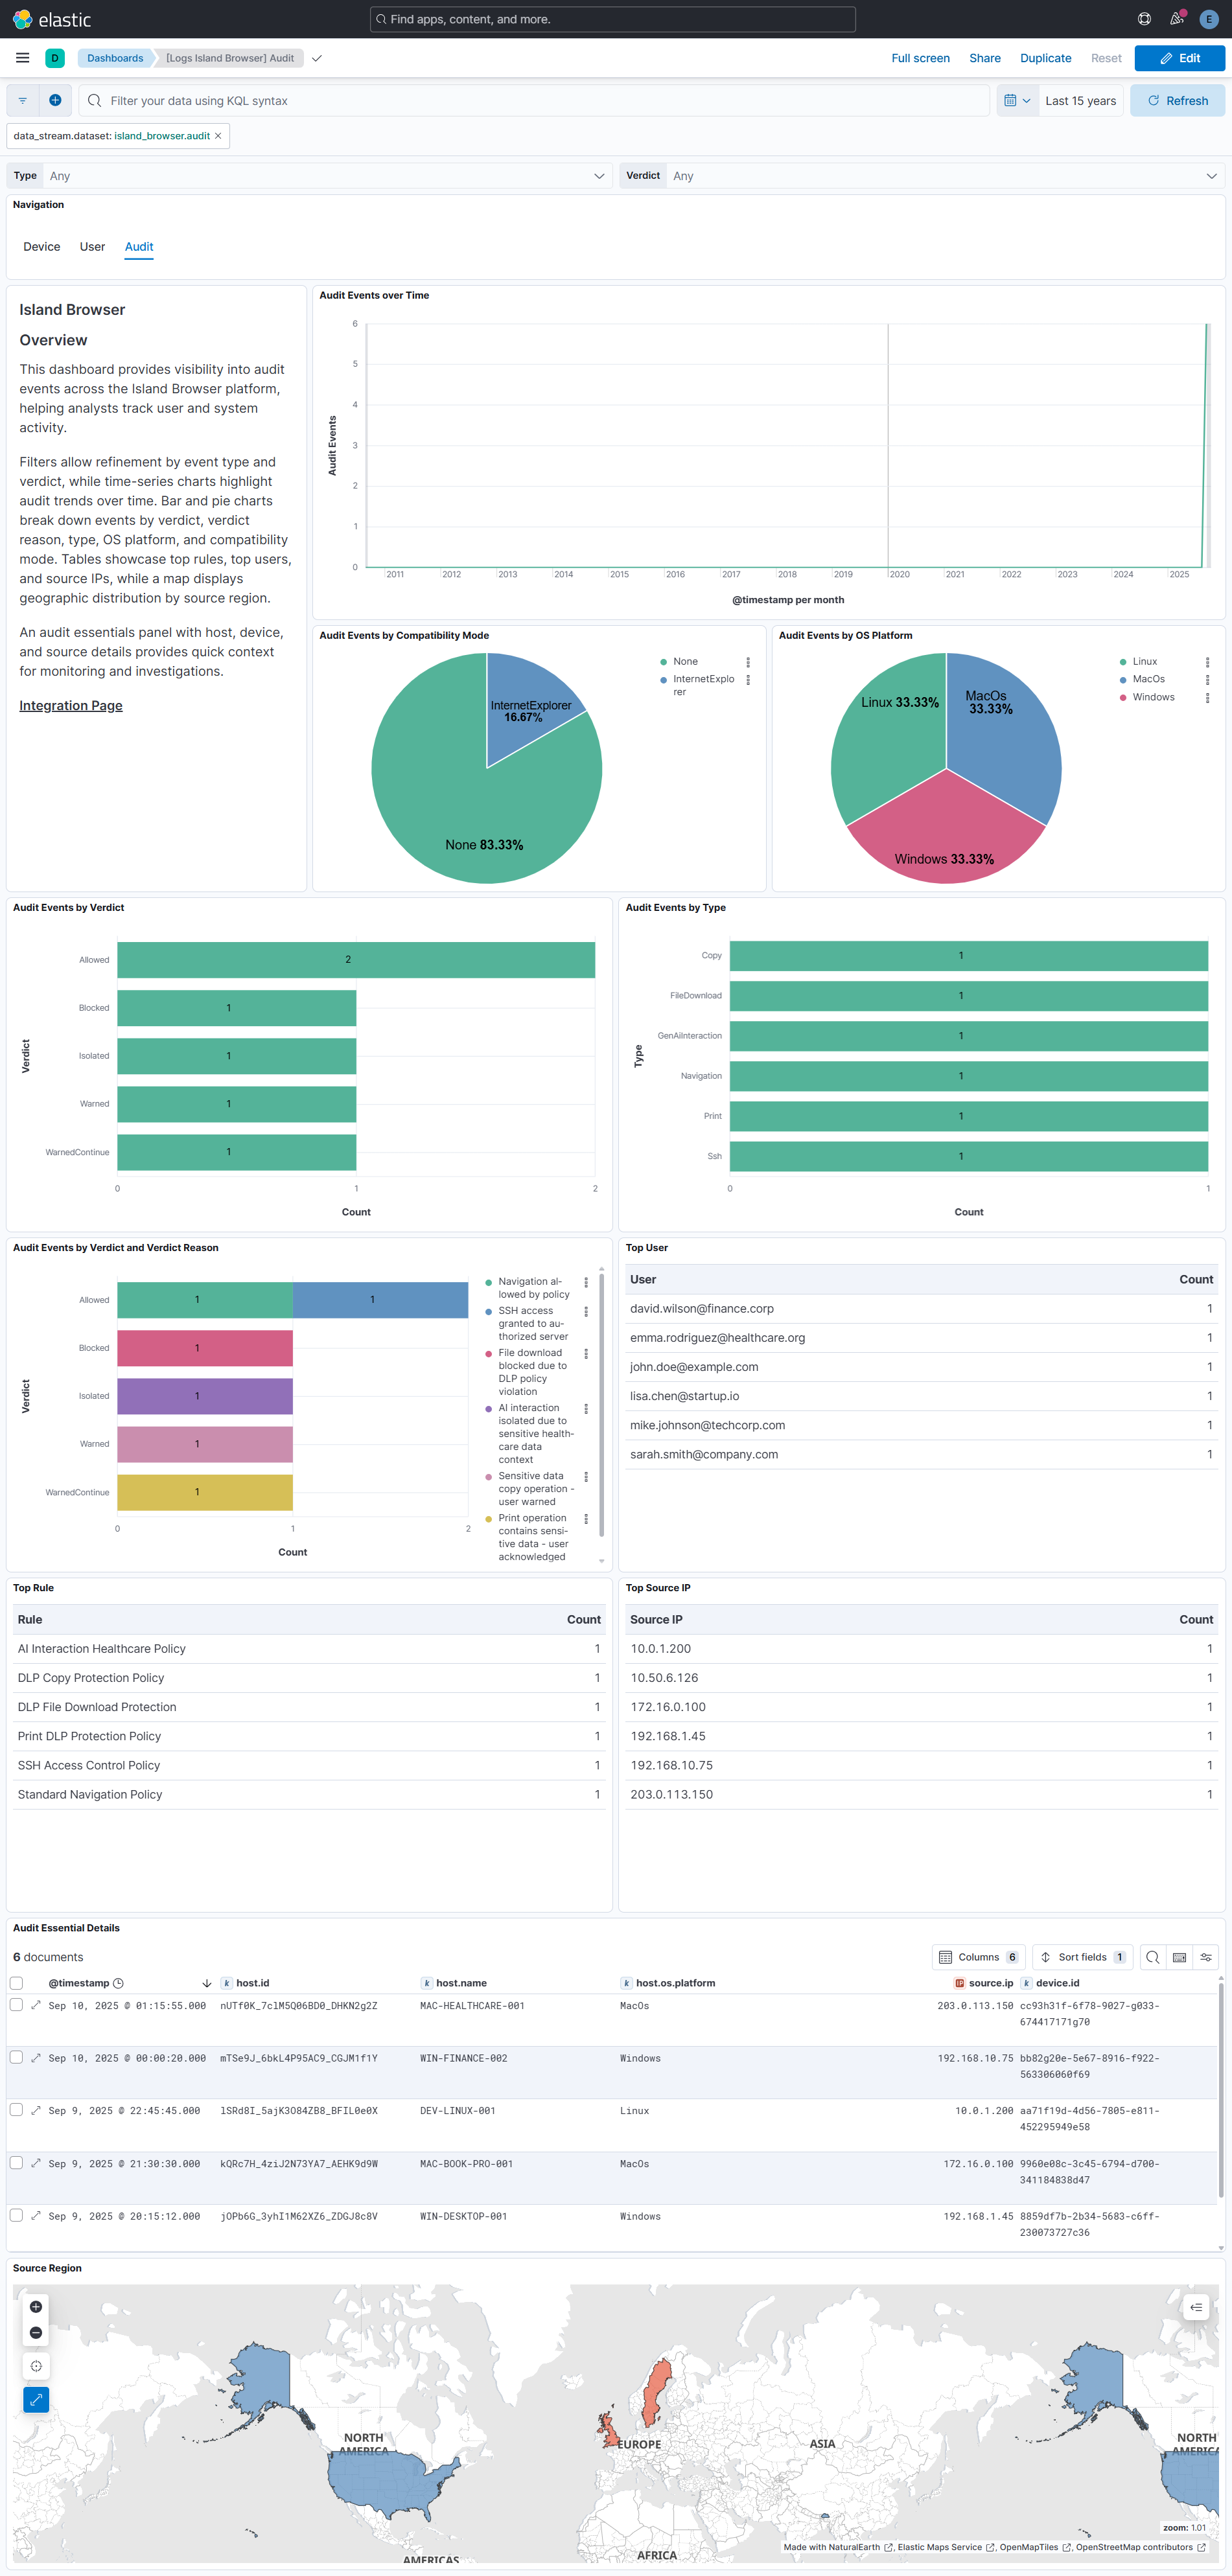 elastic
Find apps, content, and more.
E
D
Dashboards
[Logs Island Browser] Audit
Full screen
Share
Duplicate
Reset
Edit
Filter your data using KQL syntax
Last 15 years
Refresh
data_stream.dataset: island_browser.audit ×
Type Any
Verdict Any
Navigation
Device User Audit
Island Browser
Overview
This dashboard provides visibility into audit
events across the Island Browser platform,
helping analysts track user and system
activity.
Filters allow refinement by event type and
verdict, while time-series charts highlight
audit trends over time. Bar and pie charts
break down events by verdict, verdict
reason, type, OS platform, and compatibility
mode. Tables showcase top rules, top users,
and source IPs, while a map displays
geographic distribution by source region.
An audit essentials panel with host, device,
and source details provides quick context
for monitoring and investigations.
Integration Page
Audit Events over Time
Audit Events
6
5
4
3
2
1
0
2011 2012 2013 2014 2015 2016 2017 2018 2019 2020 2021 2022 2023 2024 2025
@timestamp per month
Audit Events by Compatibility Mode
InternetExplorer
16.67%
None 83.33%
None
InternetExplo
rer
Audit Events by OS Platform
Linux 33.33%
MacOs
33.33%
Windows 33.33%
Linux
MacOs
Windows
Audit Events by Verdict
Verdict
Allowed 2
Blocked 1
Isolated 1
Warned 1
WarnedContinue 1
0 1 2
Count
Audit Events by Type
Type
Copy 1
FileDownload 1
GenAiInteraction 1
Navigation 1
Print 1
Ssh 1
0 1
Count
Audit Events by Verdict and Verdict Reason
Verdict
Allowed 1 1
Blocked 1
Isolated 1
Warned 1
WarnedContinue 1
0 1 2
Count
Navigation al-
lowed by policy
SSH access
granted to au-
thorized server
File download
blocked due to
DLP policy
violation
AI interaction
isolated due to
sensitive health-
care data
context
Sensitive data
copy operation -
user warned
Print operation
contains sensi-
tive data - user
acknowledged
Top User
User Count
david.wilson@finance.corp 1
emma.rodriguez@healthcare.org 1
john.doe@example.com 1
lisa.chen@startup.io 1
mike.johnson@techcorp.com 1
sarah.smith@company.com 1
Top Rule
Rule Count
AI Interaction Healthcare Policy 1
DLP Copy Protection Policy 1
DLP File Download Protection 1
Print DLP Protection Policy 1
SSH Access Control Policy 1
Standard Navigation Policy 1
Top Source IP
Source IP Count
10.0.1.200 1
10.50.6.126 1
172.16.0.100 1
192.168.1.45 1
192.168.10.75 1
203.0.113.150 1
Audit Essential Details
6 documents
Columns 6
Sort fields 1
@timestamp k host.id k host.name k host.os.platform IP source.ip k device.id
Sep 10, 2025 @ 01:15:55.000 nUTf0K_7clM5Q06BD0_DHKN2g2Z MAC-HEALTHCARE-001 MacOs 203.0.113.150 cc93h31f-6f78-9027-g033-
674417171g70
Sep 10, 2025 @ 00:00:20.000 mTSe9J_6bkL4P95AC9_CGJM1f1Y WIN-FINANCE-002 Windows 192.168.10.75 bb82g20e-5e67-8916-f922-
563306060f69
Sep 9, 2025 @ 22:45:45.000 lSRd8I_5ajK3O84ZB8_BFIL0e0X DEV-LINUX-001 Linux 10.0.1.200 aa71f19d-4d56-7805-e811-
452295949e58
Sep 9, 2025 @ 21:30:30.000 kQRc7H_4ziJ2N73YA7_AEHK9d9W MAC-BOOK-PRO-001 MacOs 172.16.0.100 9960e08c-3c45-6794-d700-
341184838d47
Sep 9, 2025 @ 20:15:12.000 jOPb6G_3yhI1M62XZ6_ZDGJ8c8V WIN-DESKTOP-001 Windows 192.168.1.45 8859df7b-2b34-5683-c6ff-
230073727c36
Source Region
NORTH
AMERICA
EUROPE
ASIA
NORTH
AMERICA
AMERICAS
AFRICA
zoom: 1.01
Made with NaturalEarth, Elastic Maps Service, OpenMapTiles, OpenStreetMap contributors